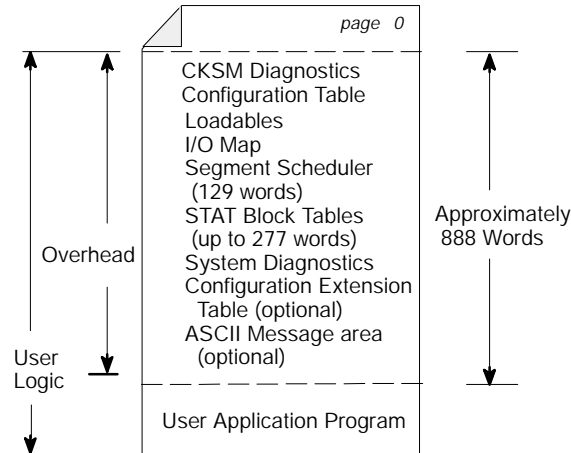 page 0
CKSM Diagnostics
Configuration Table
Loadables
I/O Map
Segment Scheduler
(129 words)
STAT Block Tables
(up to 277 words)
System Diagnostics
Configuration Extension
Table (optional)
ASCII Message area
(optional)
User Application Program
Overhead
User
Logic
Approximately
888 Words